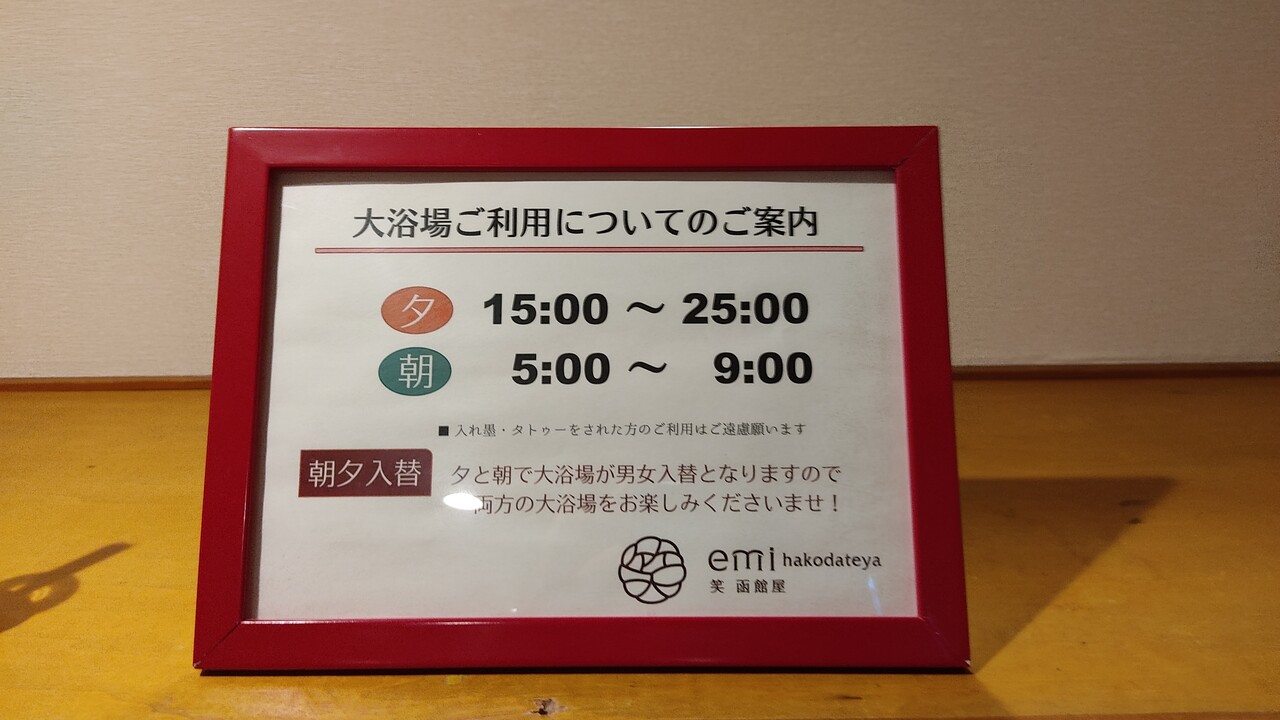 大浴場ご利用についてのご案内
夕 15:00 ～ 25:00
朝 5:00 ～ 9:00
■ 入れ墨・タトゥーをされた方のご利用はご遠慮願います
朝夕入替 夕と朝で大浴場が男女入替となりますので
両方の大浴場をお楽しみくださいませ！
emi hakodateya
笑 函館屋